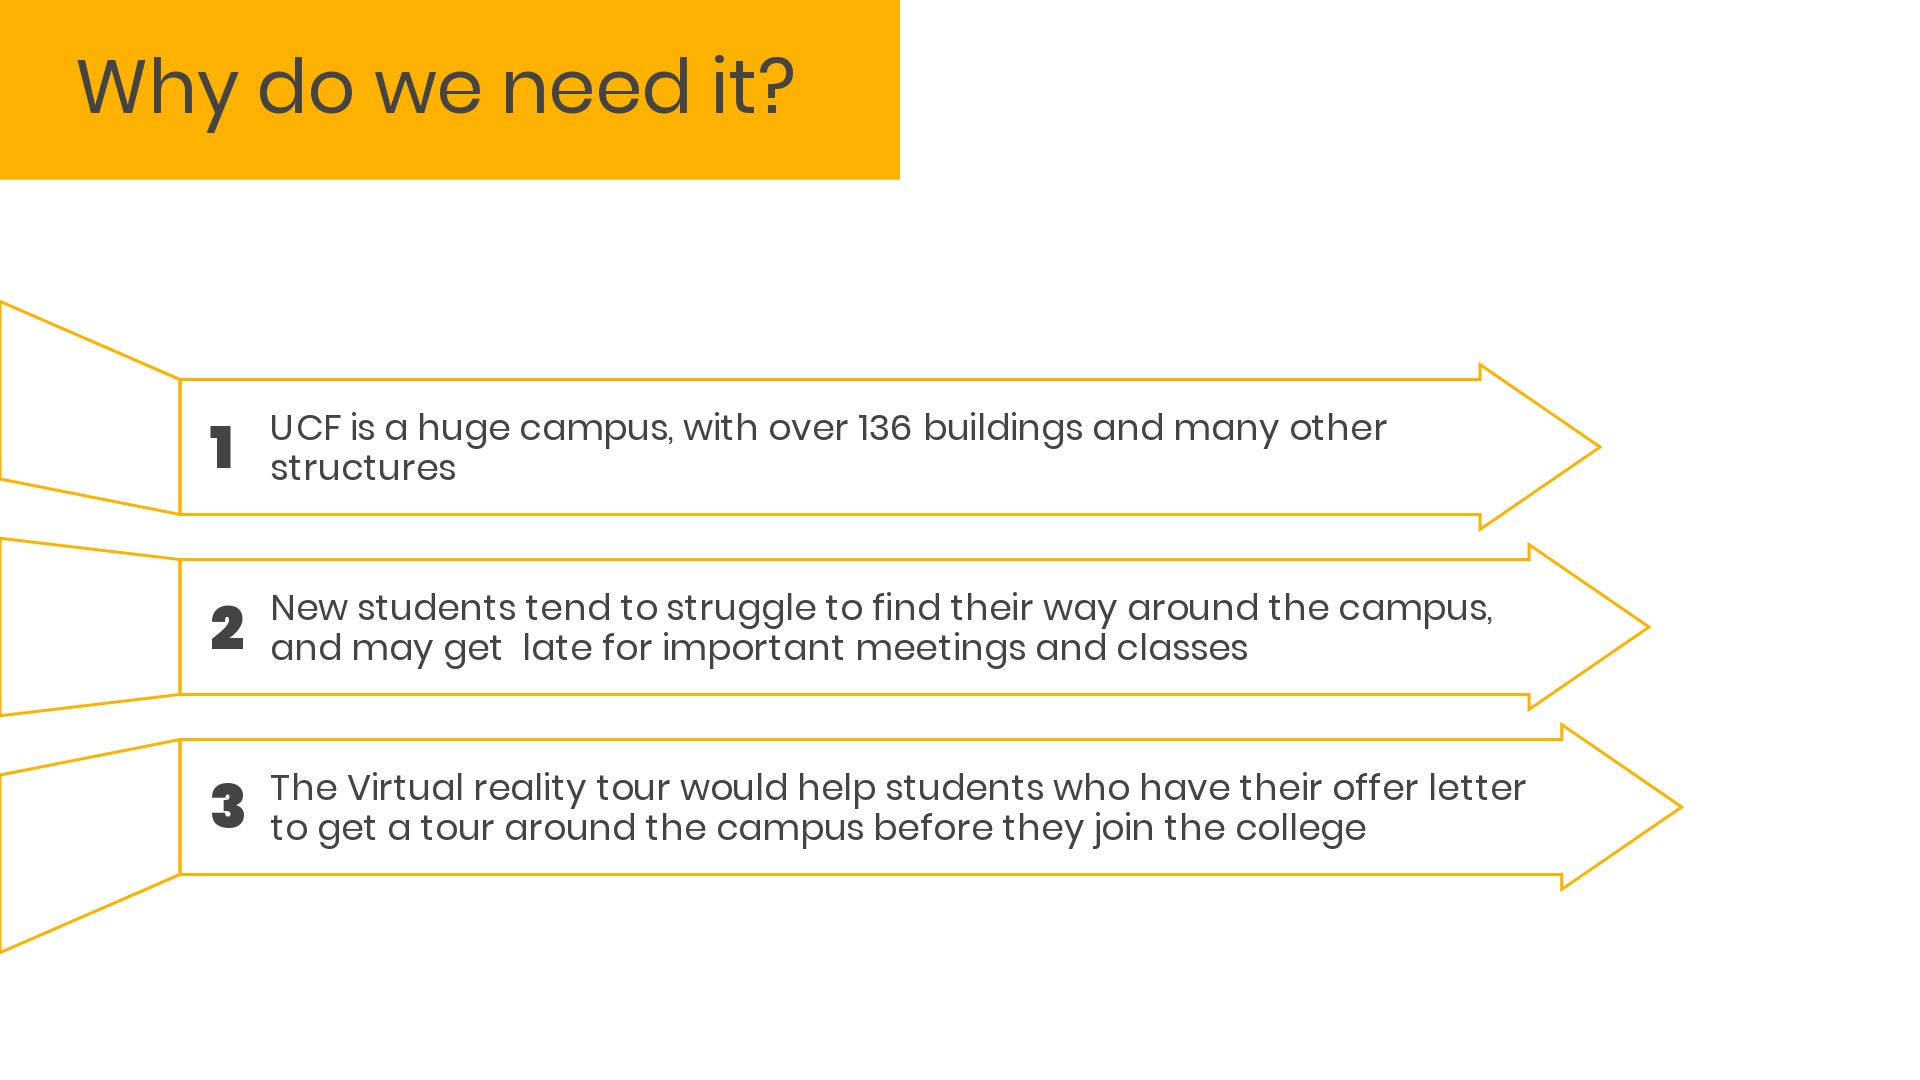 Why do we need it?
1 UCF is a huge campus, with over 136 buildings and many other
structures
2 New students tend to struggle to find their way around the campus,
and may get  late for important meetings and classes
3 The Virtual reality tour would help students who have their offer letter
to get a tour around the campus before they join the college